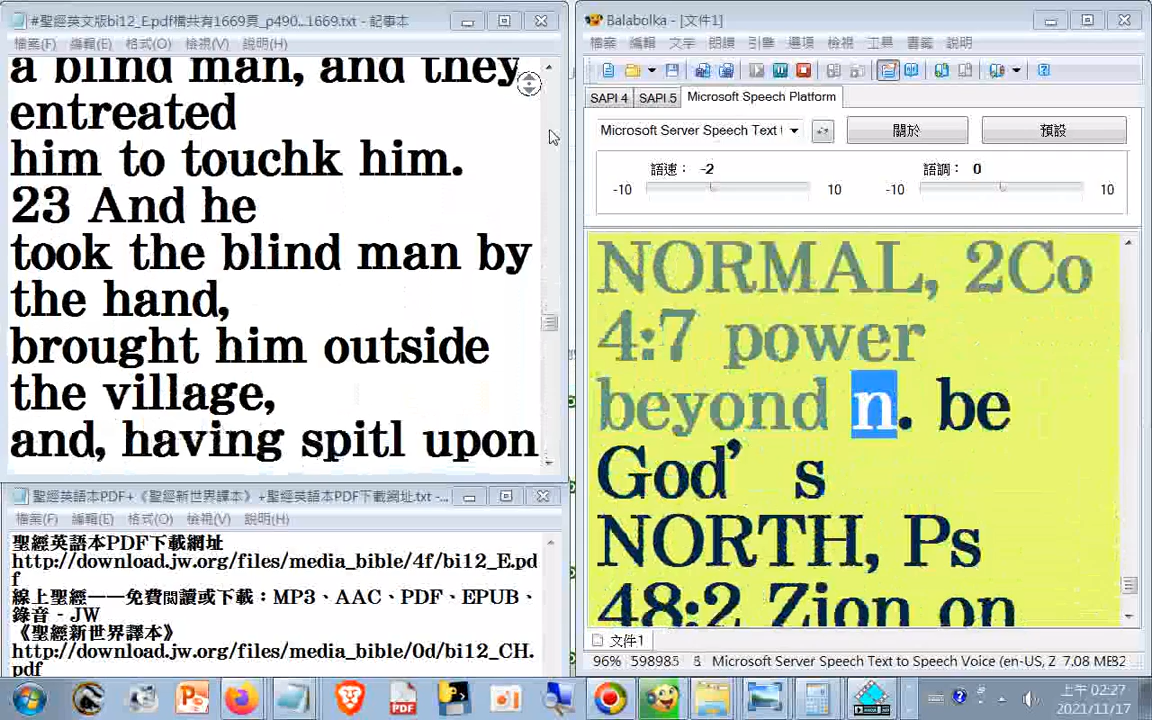 #聖經英文版bi12_E.pdf檔共有1669頁_p490...1669.txt - 記事本
檔案(F) 編輯(E) 格式(O) 檢視(V) 說明(H)
a blind man, and they
entreated
him to touchk him.
23 And he
took the blind man by
the hand,
brought him outside
the village,
and, having spitl upon
聖經英語本PDF+《聖經新世界譯本》+聖經英語本PDF下載網址.txt - ...
檔案(F) 編輯(E) 格式(O) 檢視(V) 說明(H)
聖經英語本PDF下載網址
http://download.jw.org/files/media_bible/4f/bi12_E.pd
f
線上聖經——免費閱讀或下載：MP3、AAC、PDF、EPUB、
錄音 - JW
《聖經新世界譯本》
http://download.jw.org/files/media_bible/0d/bi12_CH.
pdf
Balabolka - [文件1]
檔案 編輯 文字 朗讀 引擎 選項 檢視 工具 書籤 說明
SAPI 4 SAPI 5 Microsoft Speech Platform
Microsoft Server Speech Text 關於 預設
語速： -2 語調： 0
-10 10 -10 10
NORMAL, 2Co
4:7 power
beyond n. be
God’s
NORTH, Ps
48:2 Zion on
文件1
96% 598985 Microsoft Server Speech Text to Speech Voice (en-US, Z 7.08 MB32
上午 02:27
2021/11/17